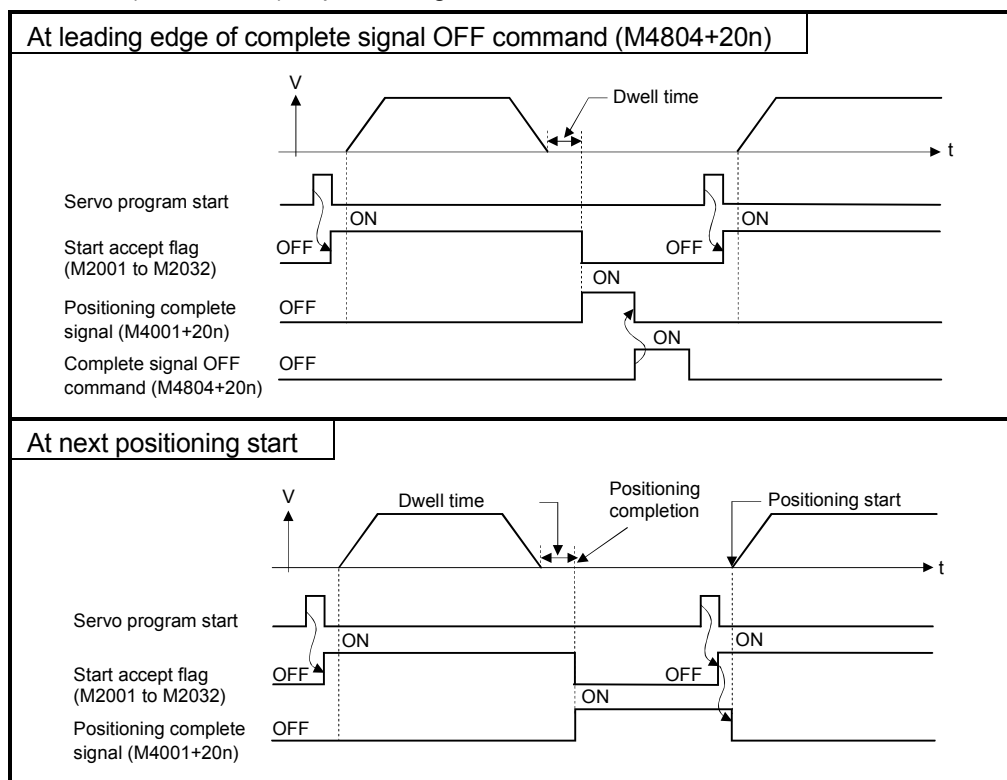 At leading edge of complete signal OFF command (M4804+20n)
V
Dwell time
t
Servo program start
ON
Start accept flag
(M2001 to M2032)
OFF
OFF
ON
ON
Positioning complete
signal (M4001+20n)
OFF
ON
Complete signal OFF
command (M4804+20n)
OFF
At next positioning start
V
Dwell time
Positioning
completion
Positioning start
t
Servo program start
ON
ON
Start accept flag
(M2001 to M2032)
OFF
OFF
ON
Positioning complete
signal (M4001+20n)
OFF